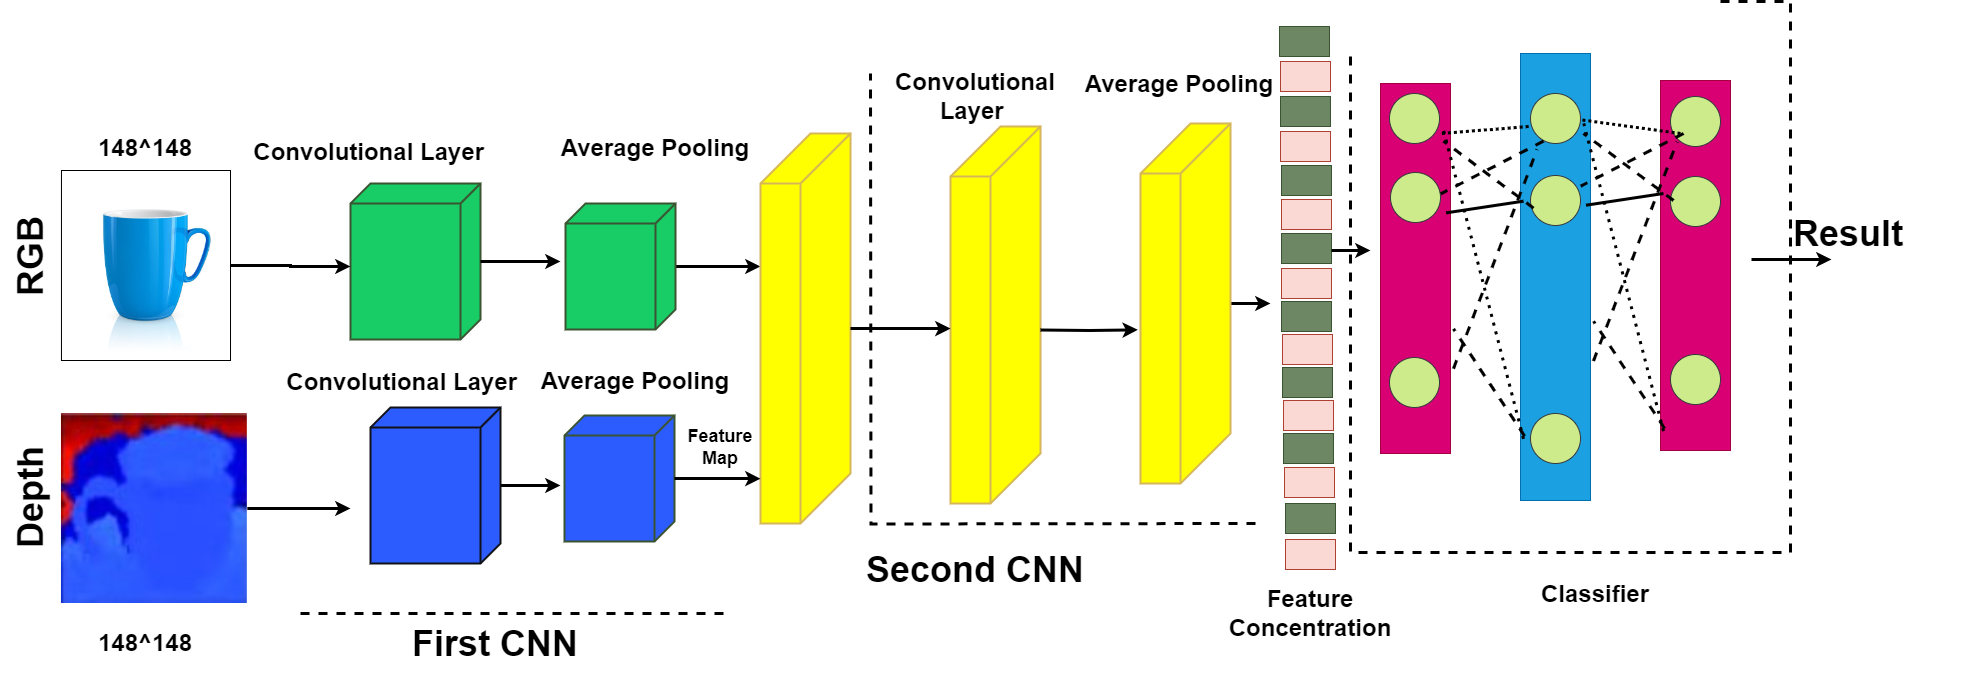 148^148
RGB
Convolutional Layer
Average Pooling
Depth
148^148
Convolutional Layer
Average Pooling
Feature
Map
First CNN
Convolutional
Layer
Average Pooling
Second CNN
Feature
Concentration
Classifier
Result